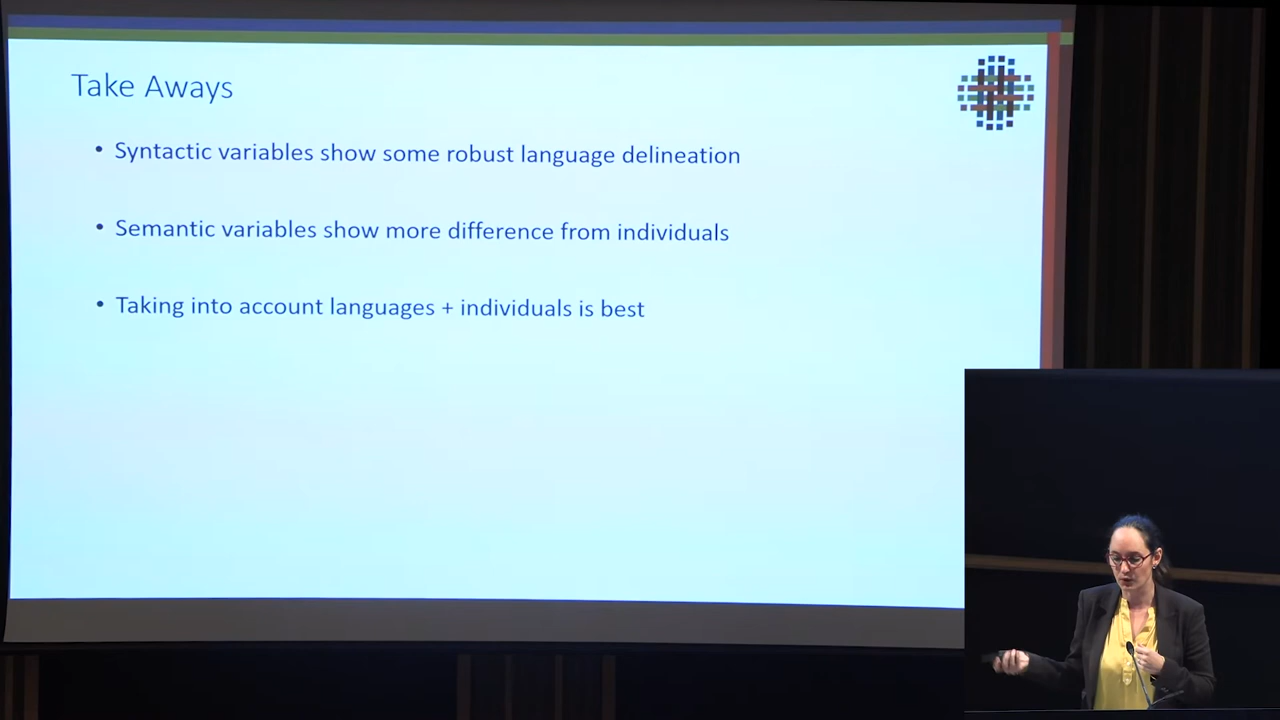 Take Aways
• Syntactic variables show some robust language delineation
• Semantic variables show more difference from individuals
• Taking into account languages + individuals is best